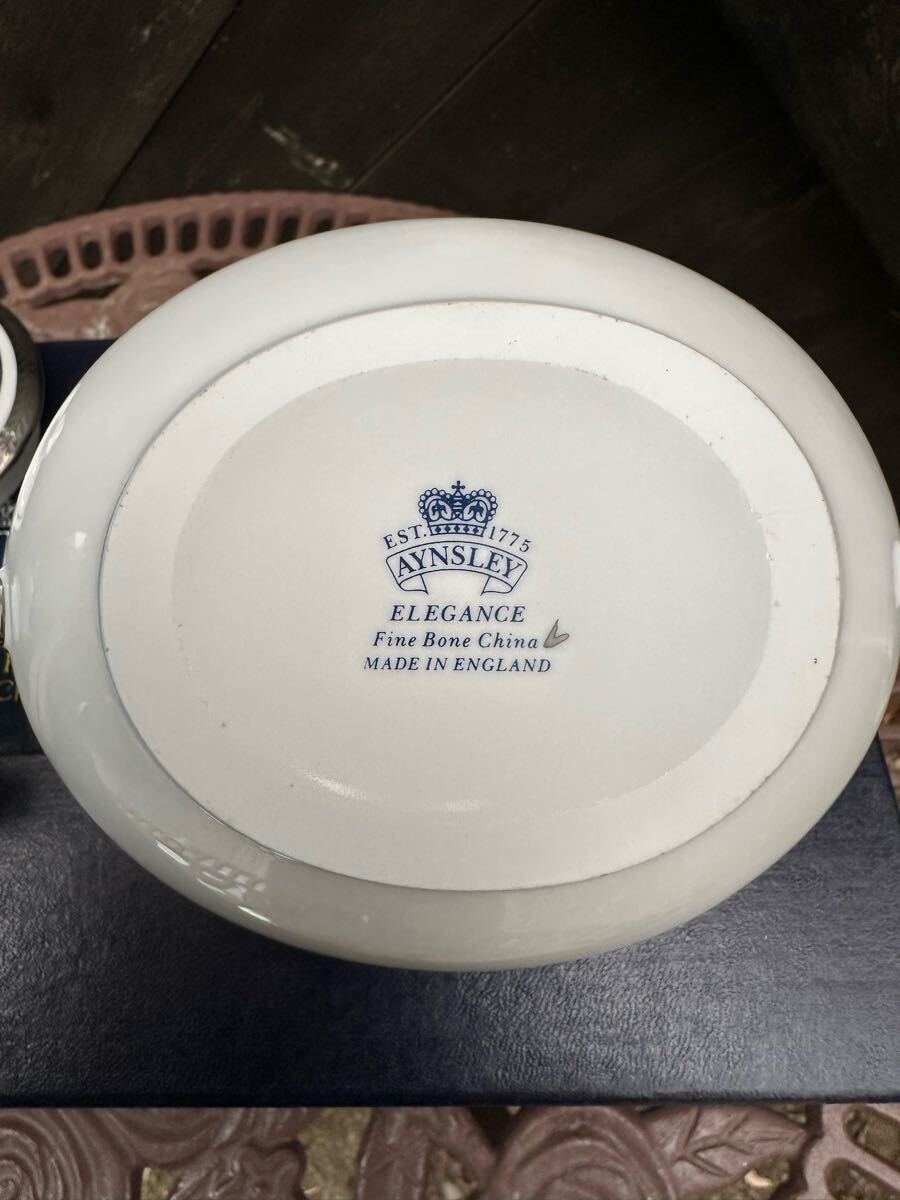 EST. 1775
AYNSLEY
ELEGANCE
Fine Bone China
MADE IN ENGLAND